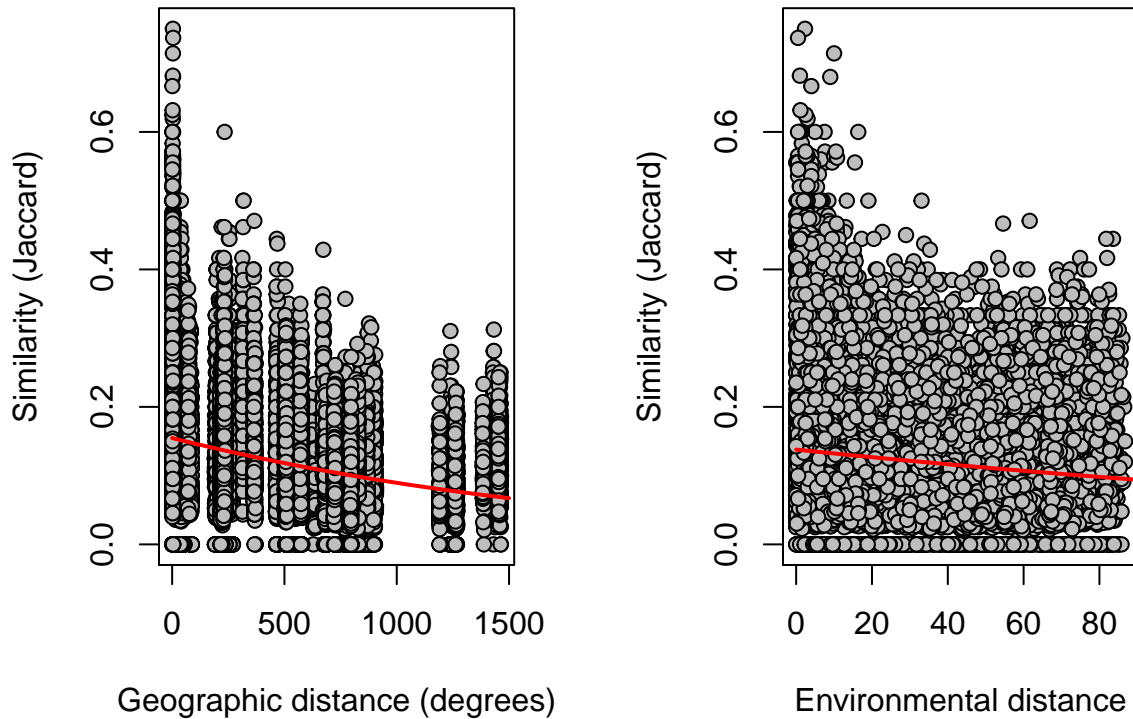 Similarity (Jaccard)
0.6
0.4
0.2
0.0
0 500 1000 1500
Geographic distance (degrees)
Similarity (Jaccard)
0.6
0.4
0.2
0.0
0 20 40 60 80
Environmental distance